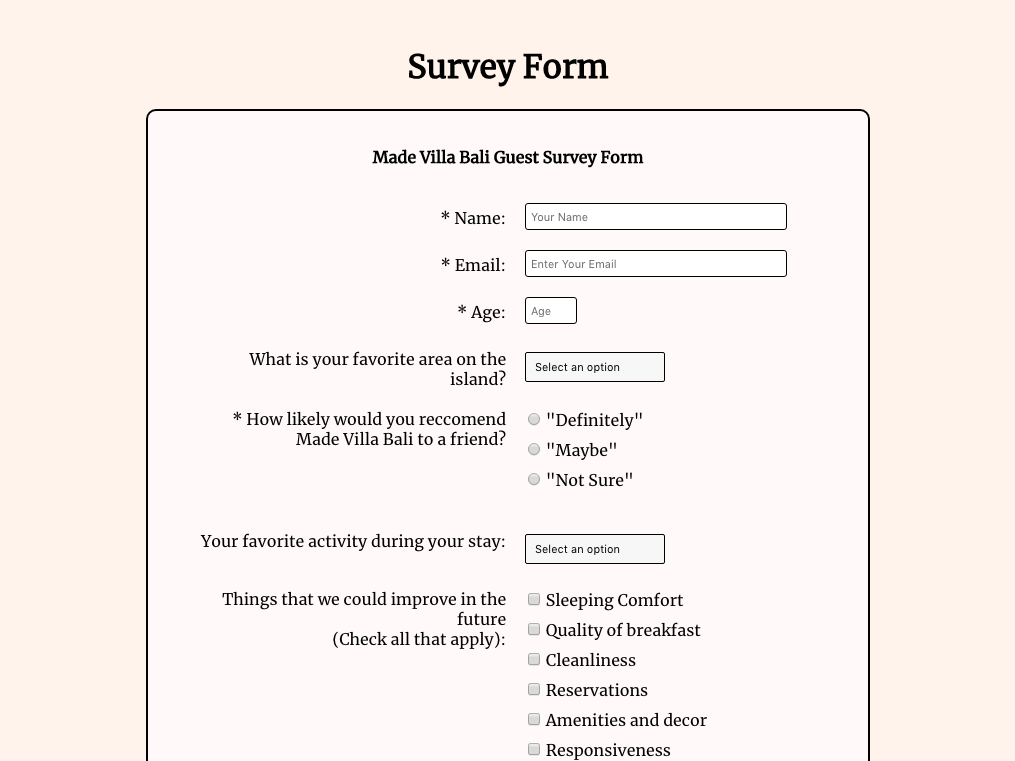 Survey Form
Made Villa Bali Guest Survey Form
* Name:
Your Name
* Email:
Enter Your Email
* Age:
Age
What is your favorite area on the
island?
Select an option
* How likely would you reccomend
Made Villa Bali to a friend?
"Definitely"
"Maybe"
"Not Sure"
Your favorite activity during your stay:
Select an option
Things that we could improve in the
future
(Check all that apply):
Sleeping Comfort
Quality of breakfast
Cleanliness
Reservations
Amenities and decor
Responsiveness